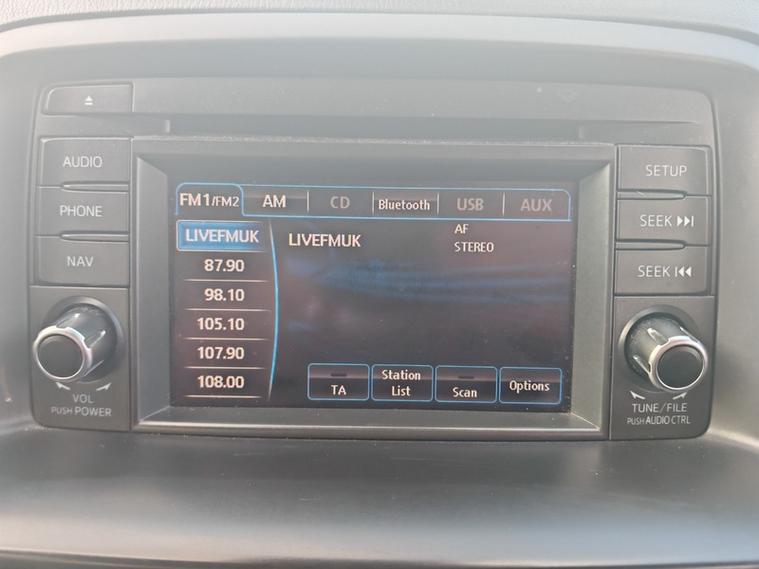 AUDIO
PHONE
NAV
VOL
PUSH POWER
FM1/FM2 AM CD Bluetooth USB AUX
LIVEFMUK
87.90
98.10
105.10
107.90
108.00
LIVEFMUK
AF
STEREO
TA
Station
List
Scan
Options
SETUP
SEEK
SEEK
TUNE/FILE
PUSH AUDIO CTRL